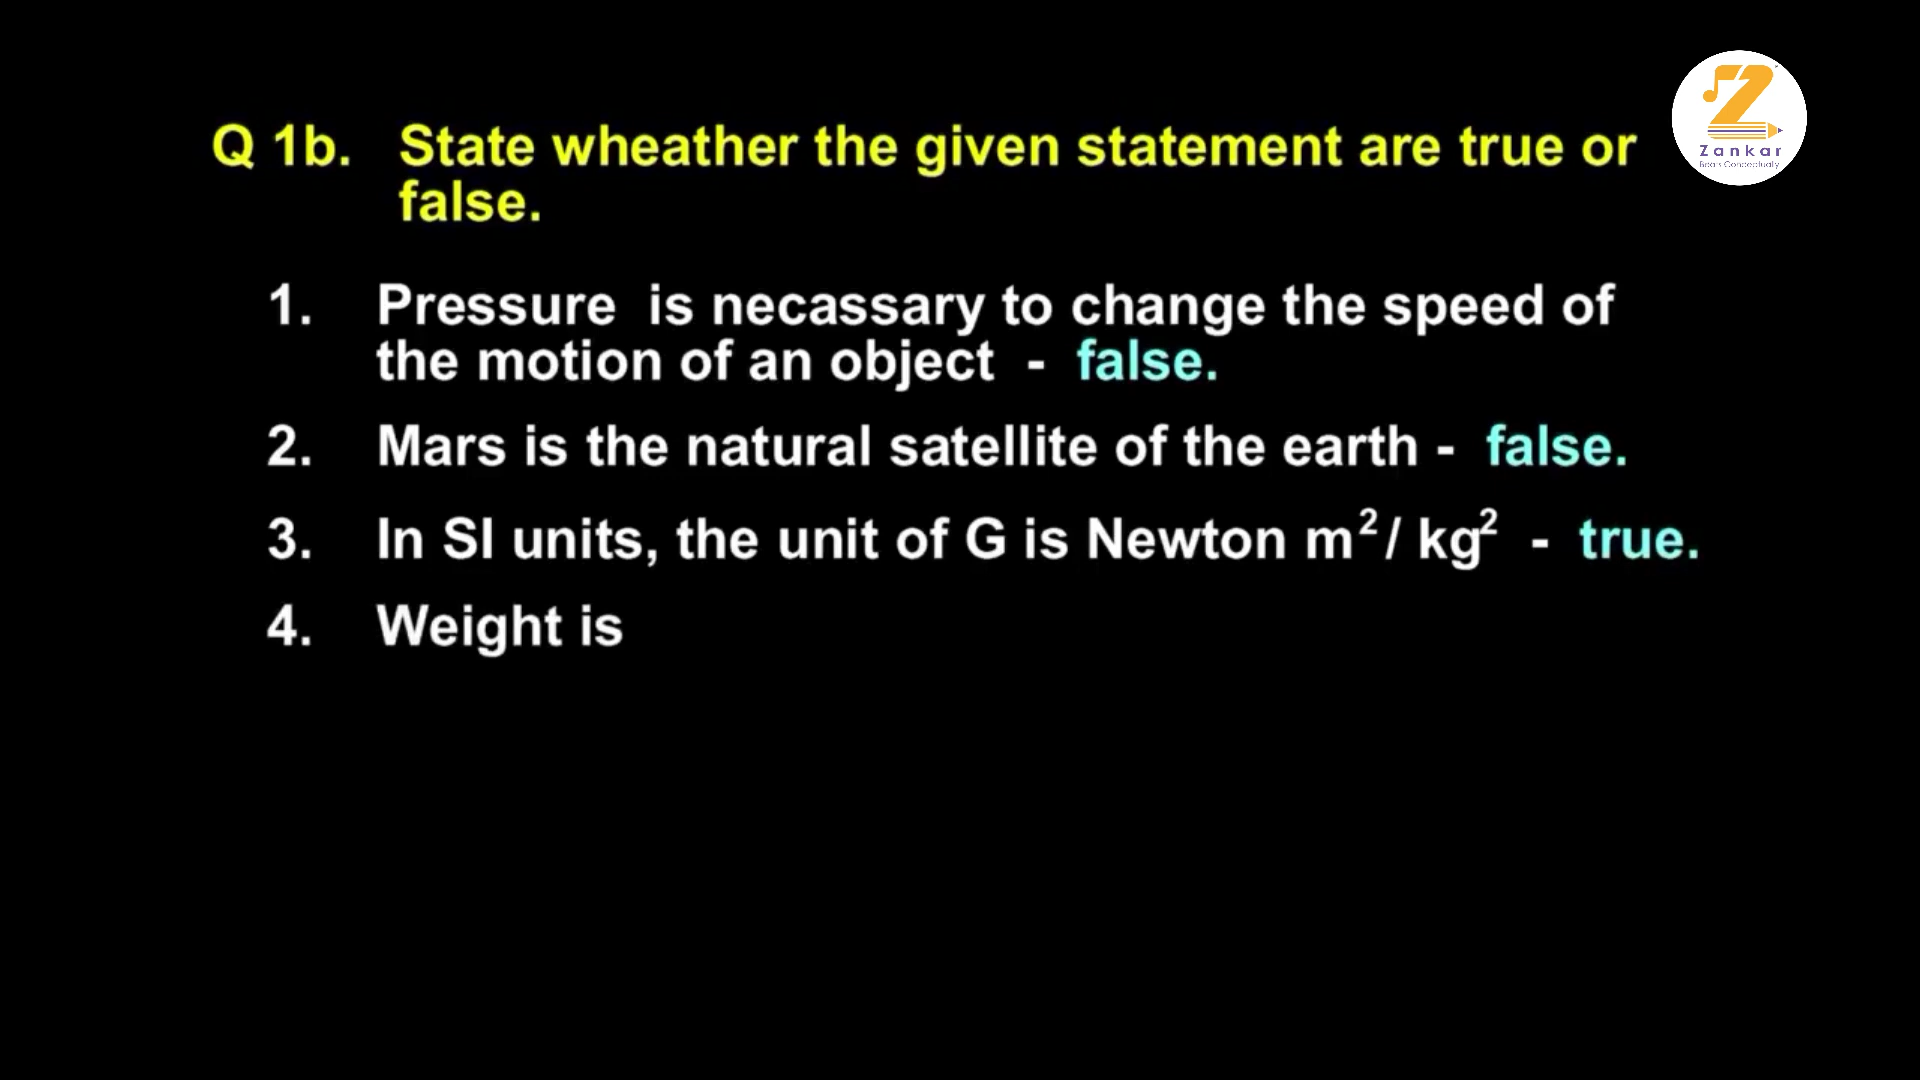 Q 1b. State wheather the given statement are true or
false.
1. Pressure is necassary to change the speed of
the motion of an object - false.
2. Mars is the natural satellite of the earth - false.
3. In SI units, the unit of G is Newton m²/ kg² - true.
4. Weight is
Zankar
Beats Conceptually